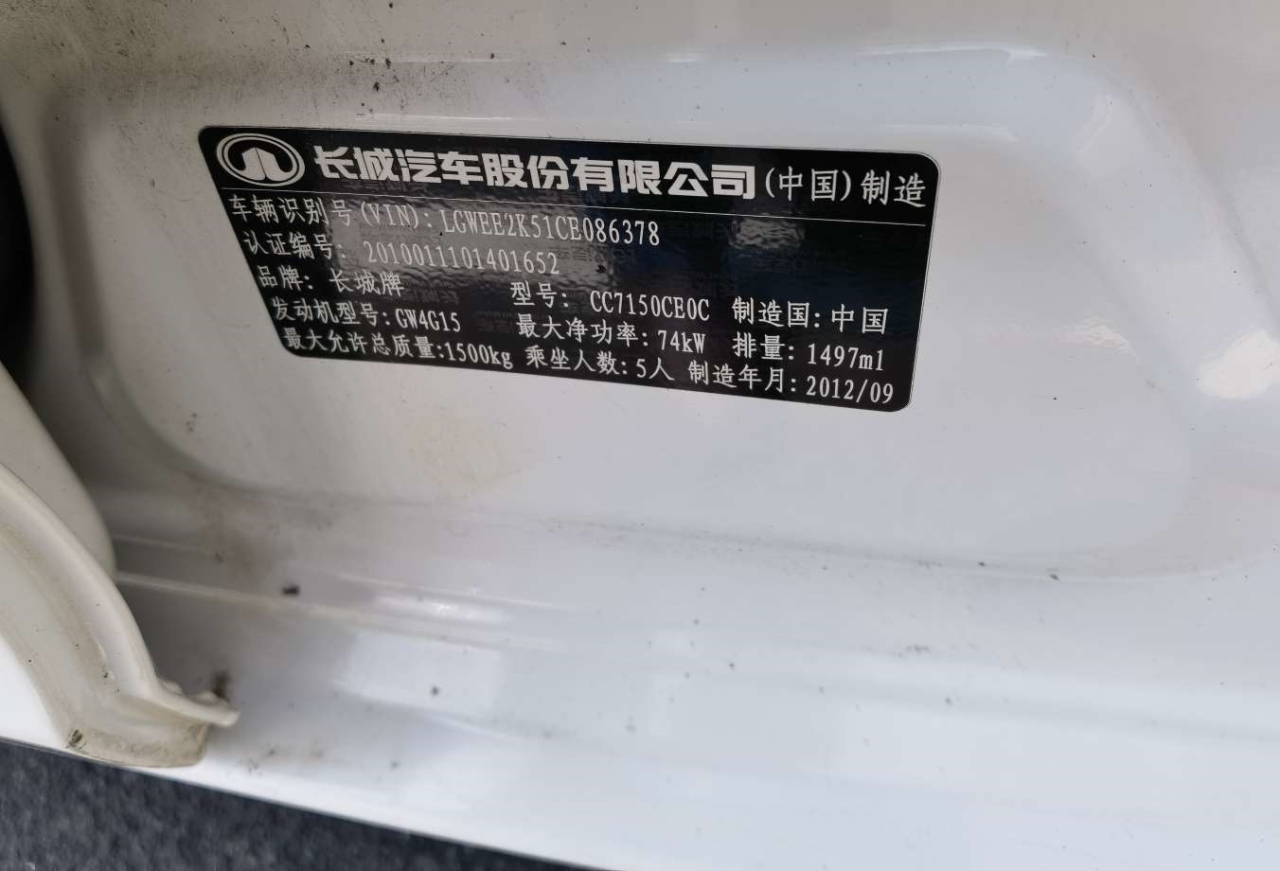 长城汽车股份有限公司(中国)制造
车辆识别号(VIN): LGWEE2K51CE086378
认证编号: 2010011101401652
品牌: 长城牌 型号: CC7150CE0C 制造国: 中国
发动机型号: GW4G15 最大净功率: 74kW 排量: 1497ml
最大允许总质量: 1500kg 乘坐人数: 5人 制造年月: 2012/09